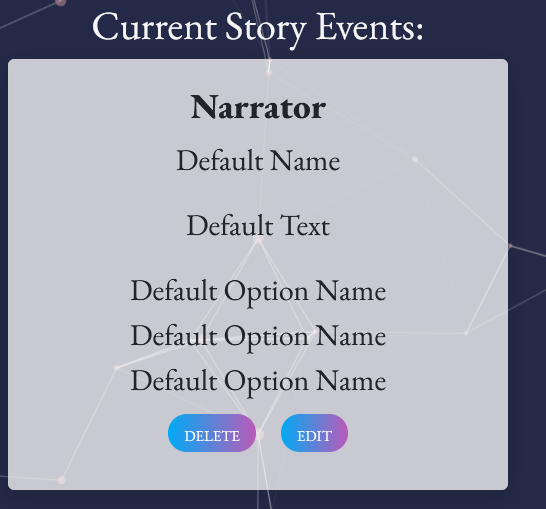 Current Story Events:
Narrator
Default Name
Default Text
Default Option Name
Default Option Name
Default Option Name
DELETE EDIT